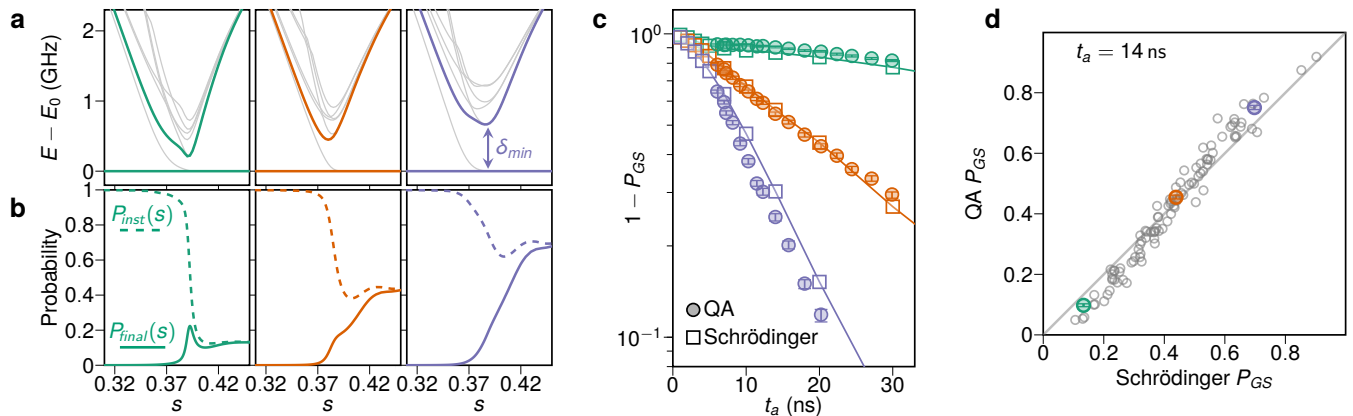 a
E − E₀ (GHz)
2
1
0
δmin
b
Probability
1
0.8
0.6
0.4
0.2
0
Pinst(s)
Pfinal(s)
0.32 0.37 0.42
0.32 0.37 0.42
0.32 0.37 0.42
s
s
s
c
1 − PGS
10⁰
10⁻¹
QA
Schrödinger
0 10 20 30
ta (ns)
d
ta = 14 ns
QA PGS
0.8
0.6
0.4
0.2
0
0 0.2 0.4 0.6 0.8
Schrödinger PGS